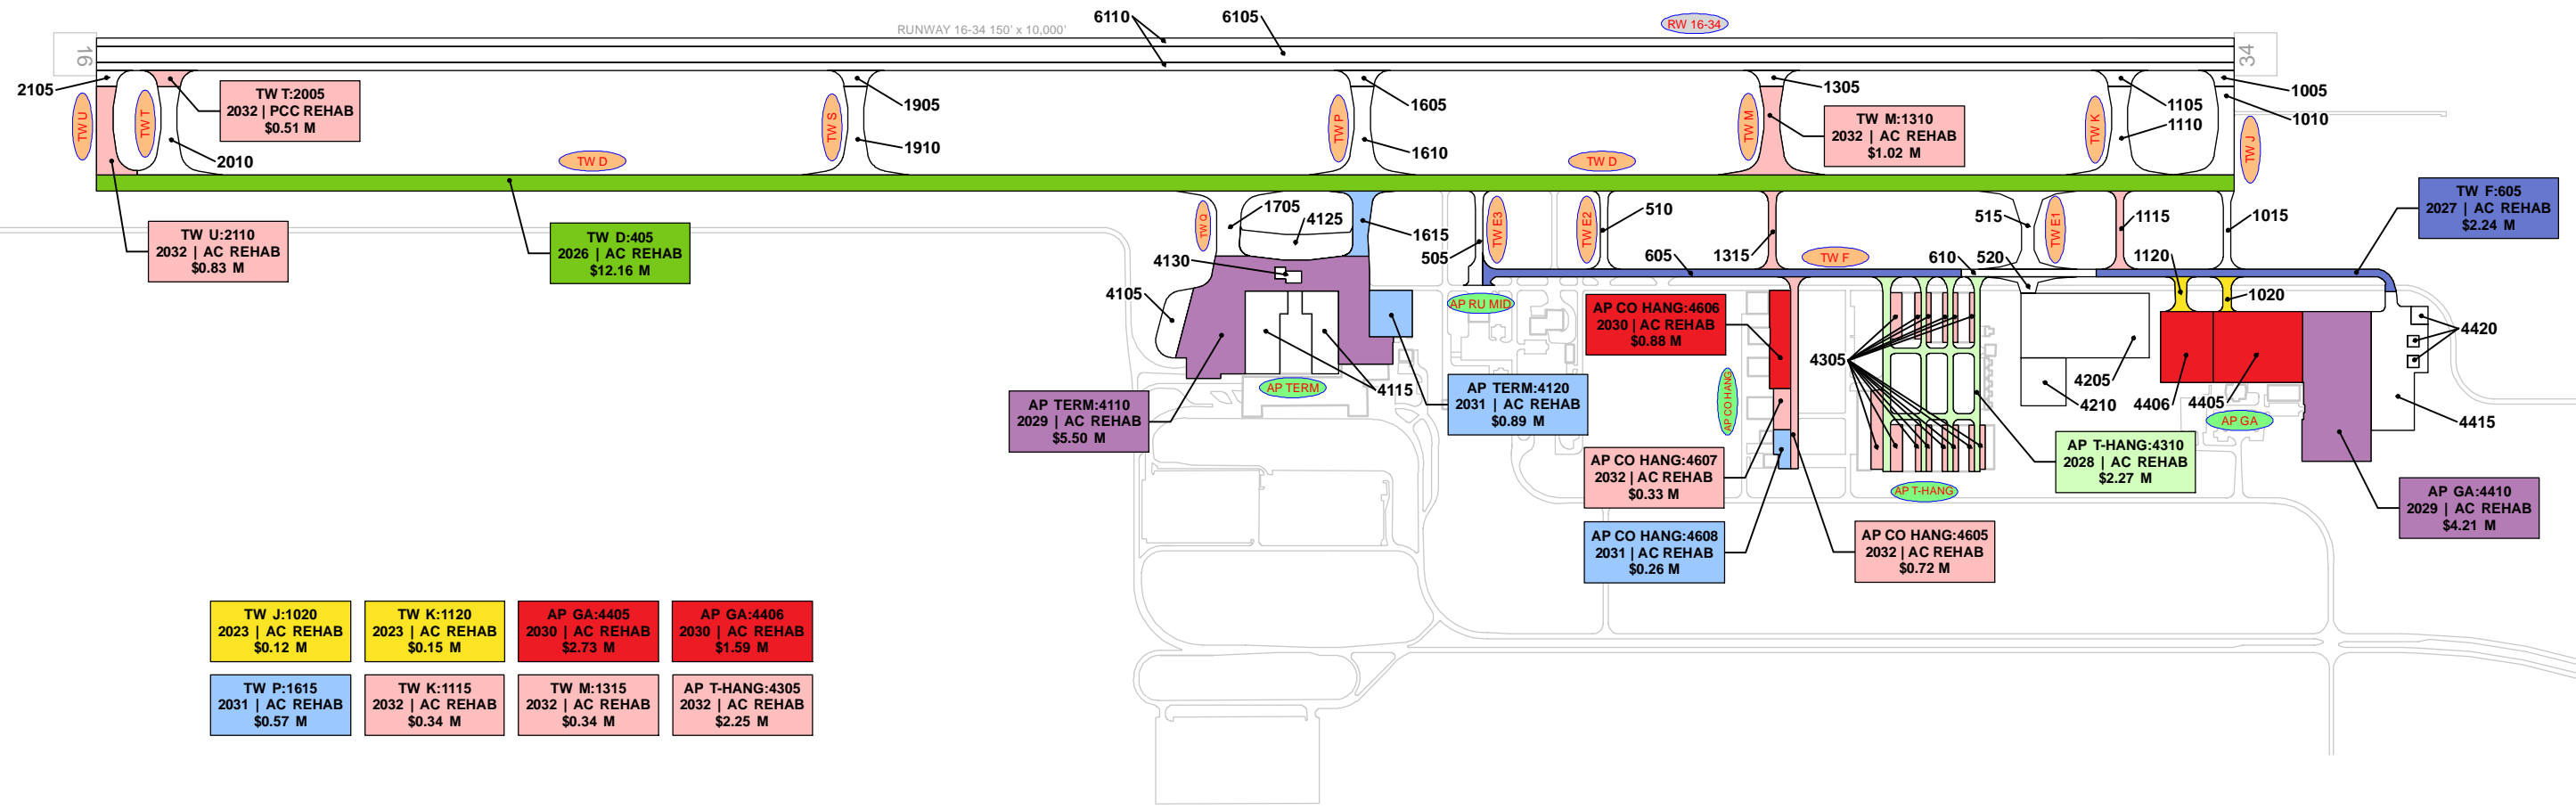 6110
6105
RW 16-34
RUNWAY 16-34 150' x 10,000'
16
34
2105
TW U
TW T
TW T:2005
2032 | PCC REHAB
$0.51 M
2010
TW S
1905
1910
TW D
TW P
1605
1610
TW D
TW M
1305
TW M:1310
2032 | AC REHAB
$1.02 M
TW K
1105
1110
1005
1010
TW J
TW U:2110
2032 | AC REHAB
$0.83 M
TW D:405
2026 | AC REHAB
$12.16 M
TW Q
1705
4125
4130
4105
1615
505
TW E3
TW E2
510
605
1315
TW F
610
515
520
TW E1
1115
1120
1015
1020
TW F:605
2027 | AC REHAB
$2.24 M
AP RU MID
AP TERM
4115
AP TERM:4110
2029 | AC REHAB
$5.50 M
AP TERM:4120
2031 | AC REHAB
$0.89 M
AP CO HANG:4606
2030 | AC REHAB
$0.88 M
AP CO HANG
4305
4205
4210
4406
4405
AP GA
4420
4415
AP CO HANG:4607
2032 | AC REHAB
$0.33 M
AP T-HANG:4310
2028 | AC REHAB
$2.27 M
AP T-HANG
AP GA:4410
2029 | AC REHAB
$4.21 M
AP CO HANG:4608
2031 | AC REHAB
$0.26 M
AP CO HANG:4605
2032 | AC REHAB
$0.72 M
TW J:1020
2023 | AC REHAB
$0.12 M
TW K:1120
2023 | AC REHAB
$0.15 M
AP GA:4405
2030 | AC REHAB
$2.73 M
AP GA:4406
2030 | AC REHAB
$1.59 M
TW P:1615
2031 | AC REHAB
$0.57 M
TW K:1115
2032 | AC REHAB
$0.34 M
TW M:1315
2032 | AC REHAB
$0.34 M
AP T-HANG:4305
2032 | AC REHAB
$2.25 M